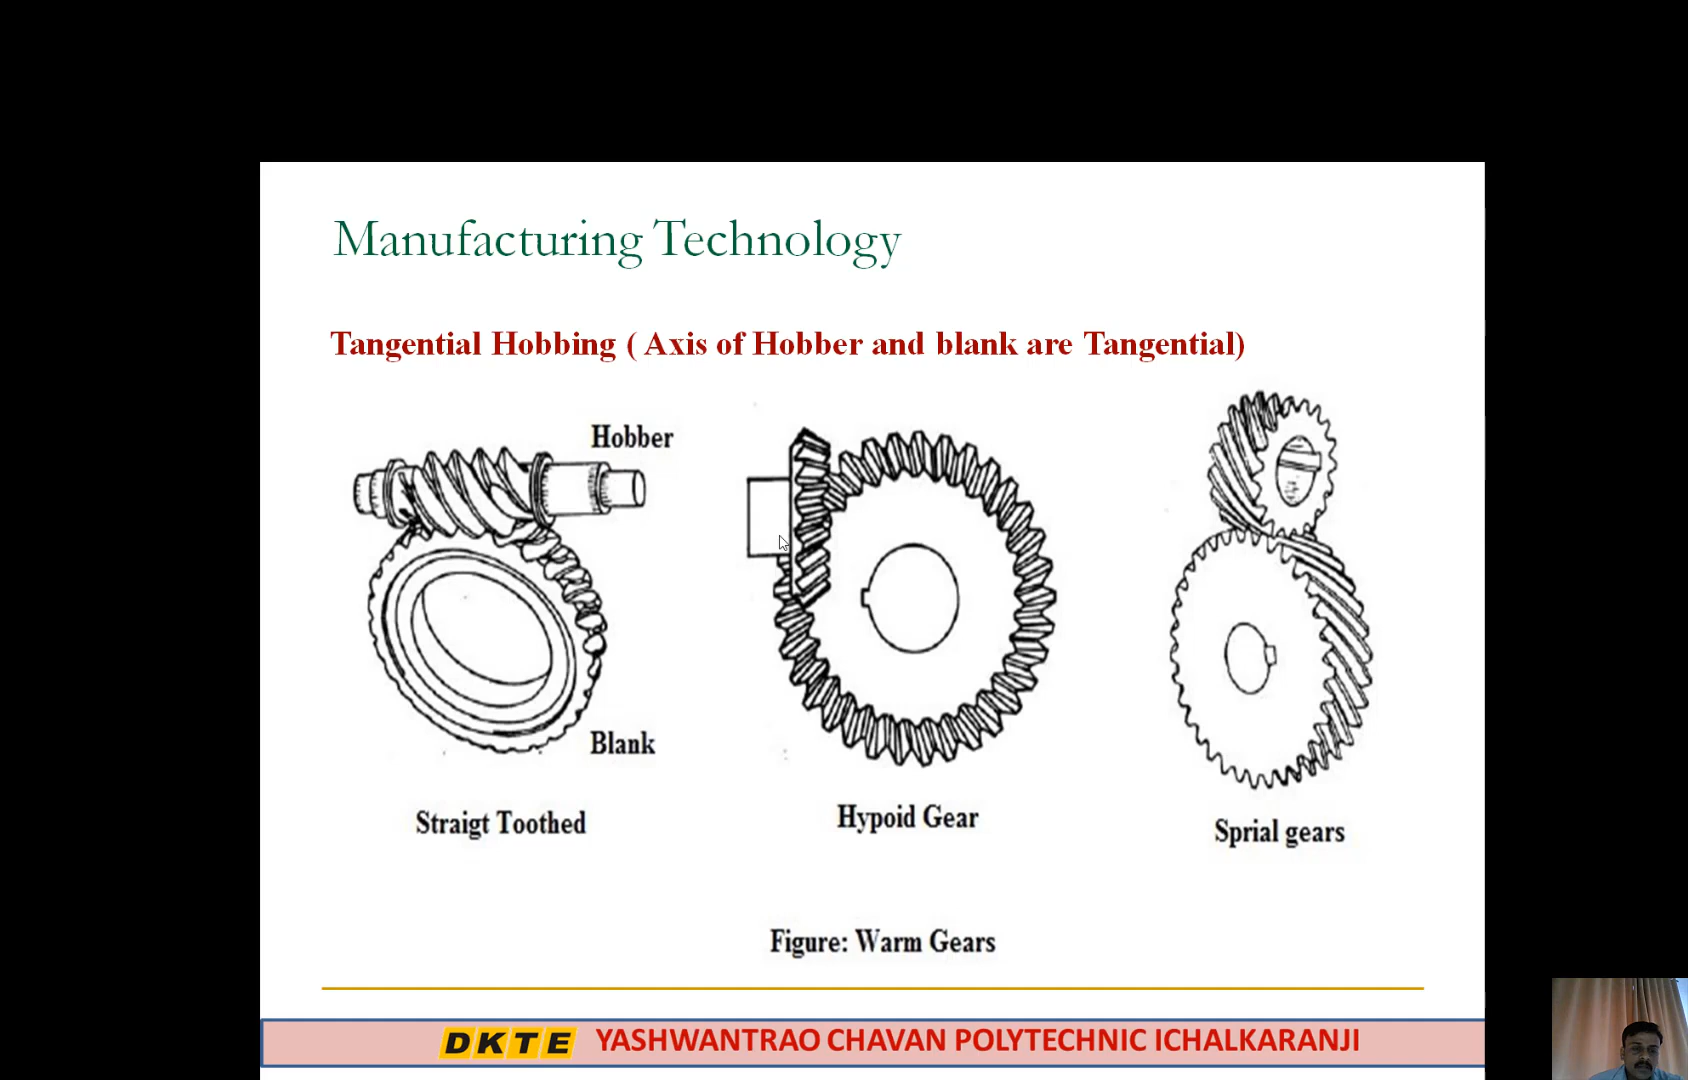 Manufacturing Technology
Tangential Hobbing ( Axis of Hobber and blank are Tangential)
Hobber
Blank
Straigt Toothed
Hypoid Gear
Sprial gears
Figure: Warm Gears
DKTE YASHWANTRAO CHAVAN POLYTECHNIC ICHALKARANJI